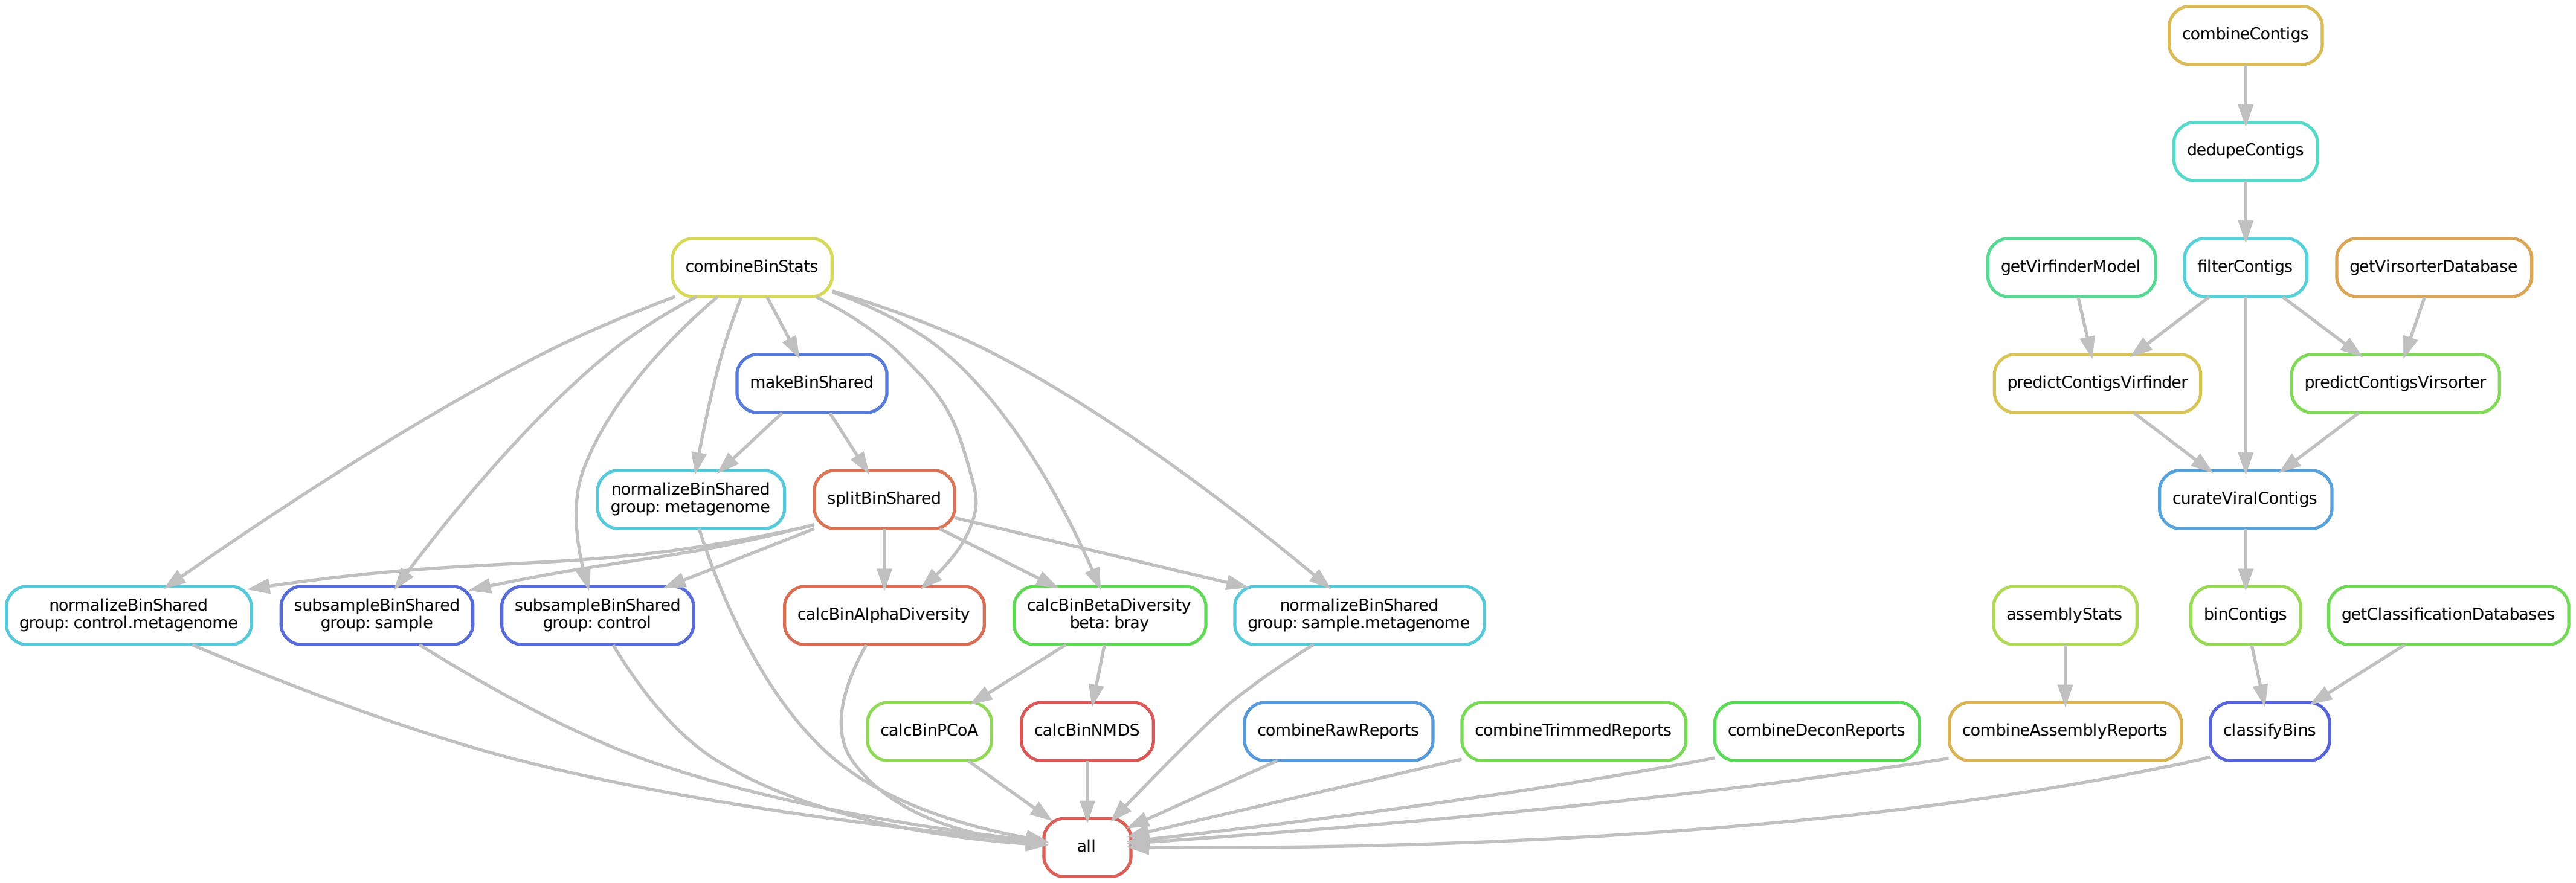 combineContigs
dedupeContigs
combineBinStats
getVirfinderModel
filterContigs
getVirsorterDatabase
makeBinShared
predictContigsVirfinder
predictContigsVirsorter
normalizeBinShared
group: metagenome
splitBinShared
curateViralContigs
normalizeBinShared
group: control.metagenome
subsampleBinShared
group: sample
subsampleBinShared
group: control
calcBinAlphaDiversity
calcBinBetaDiversity
beta: bray
normalizeBinShared
group: sample.metagenome
assemblyStats
binContigs
getClassificationDatabases
calcBinPCoA
calcBinNMDS
combineRawReports
combineTrimmedReports
combineDeconReports
combineAssemblyReports
classifyBins
all